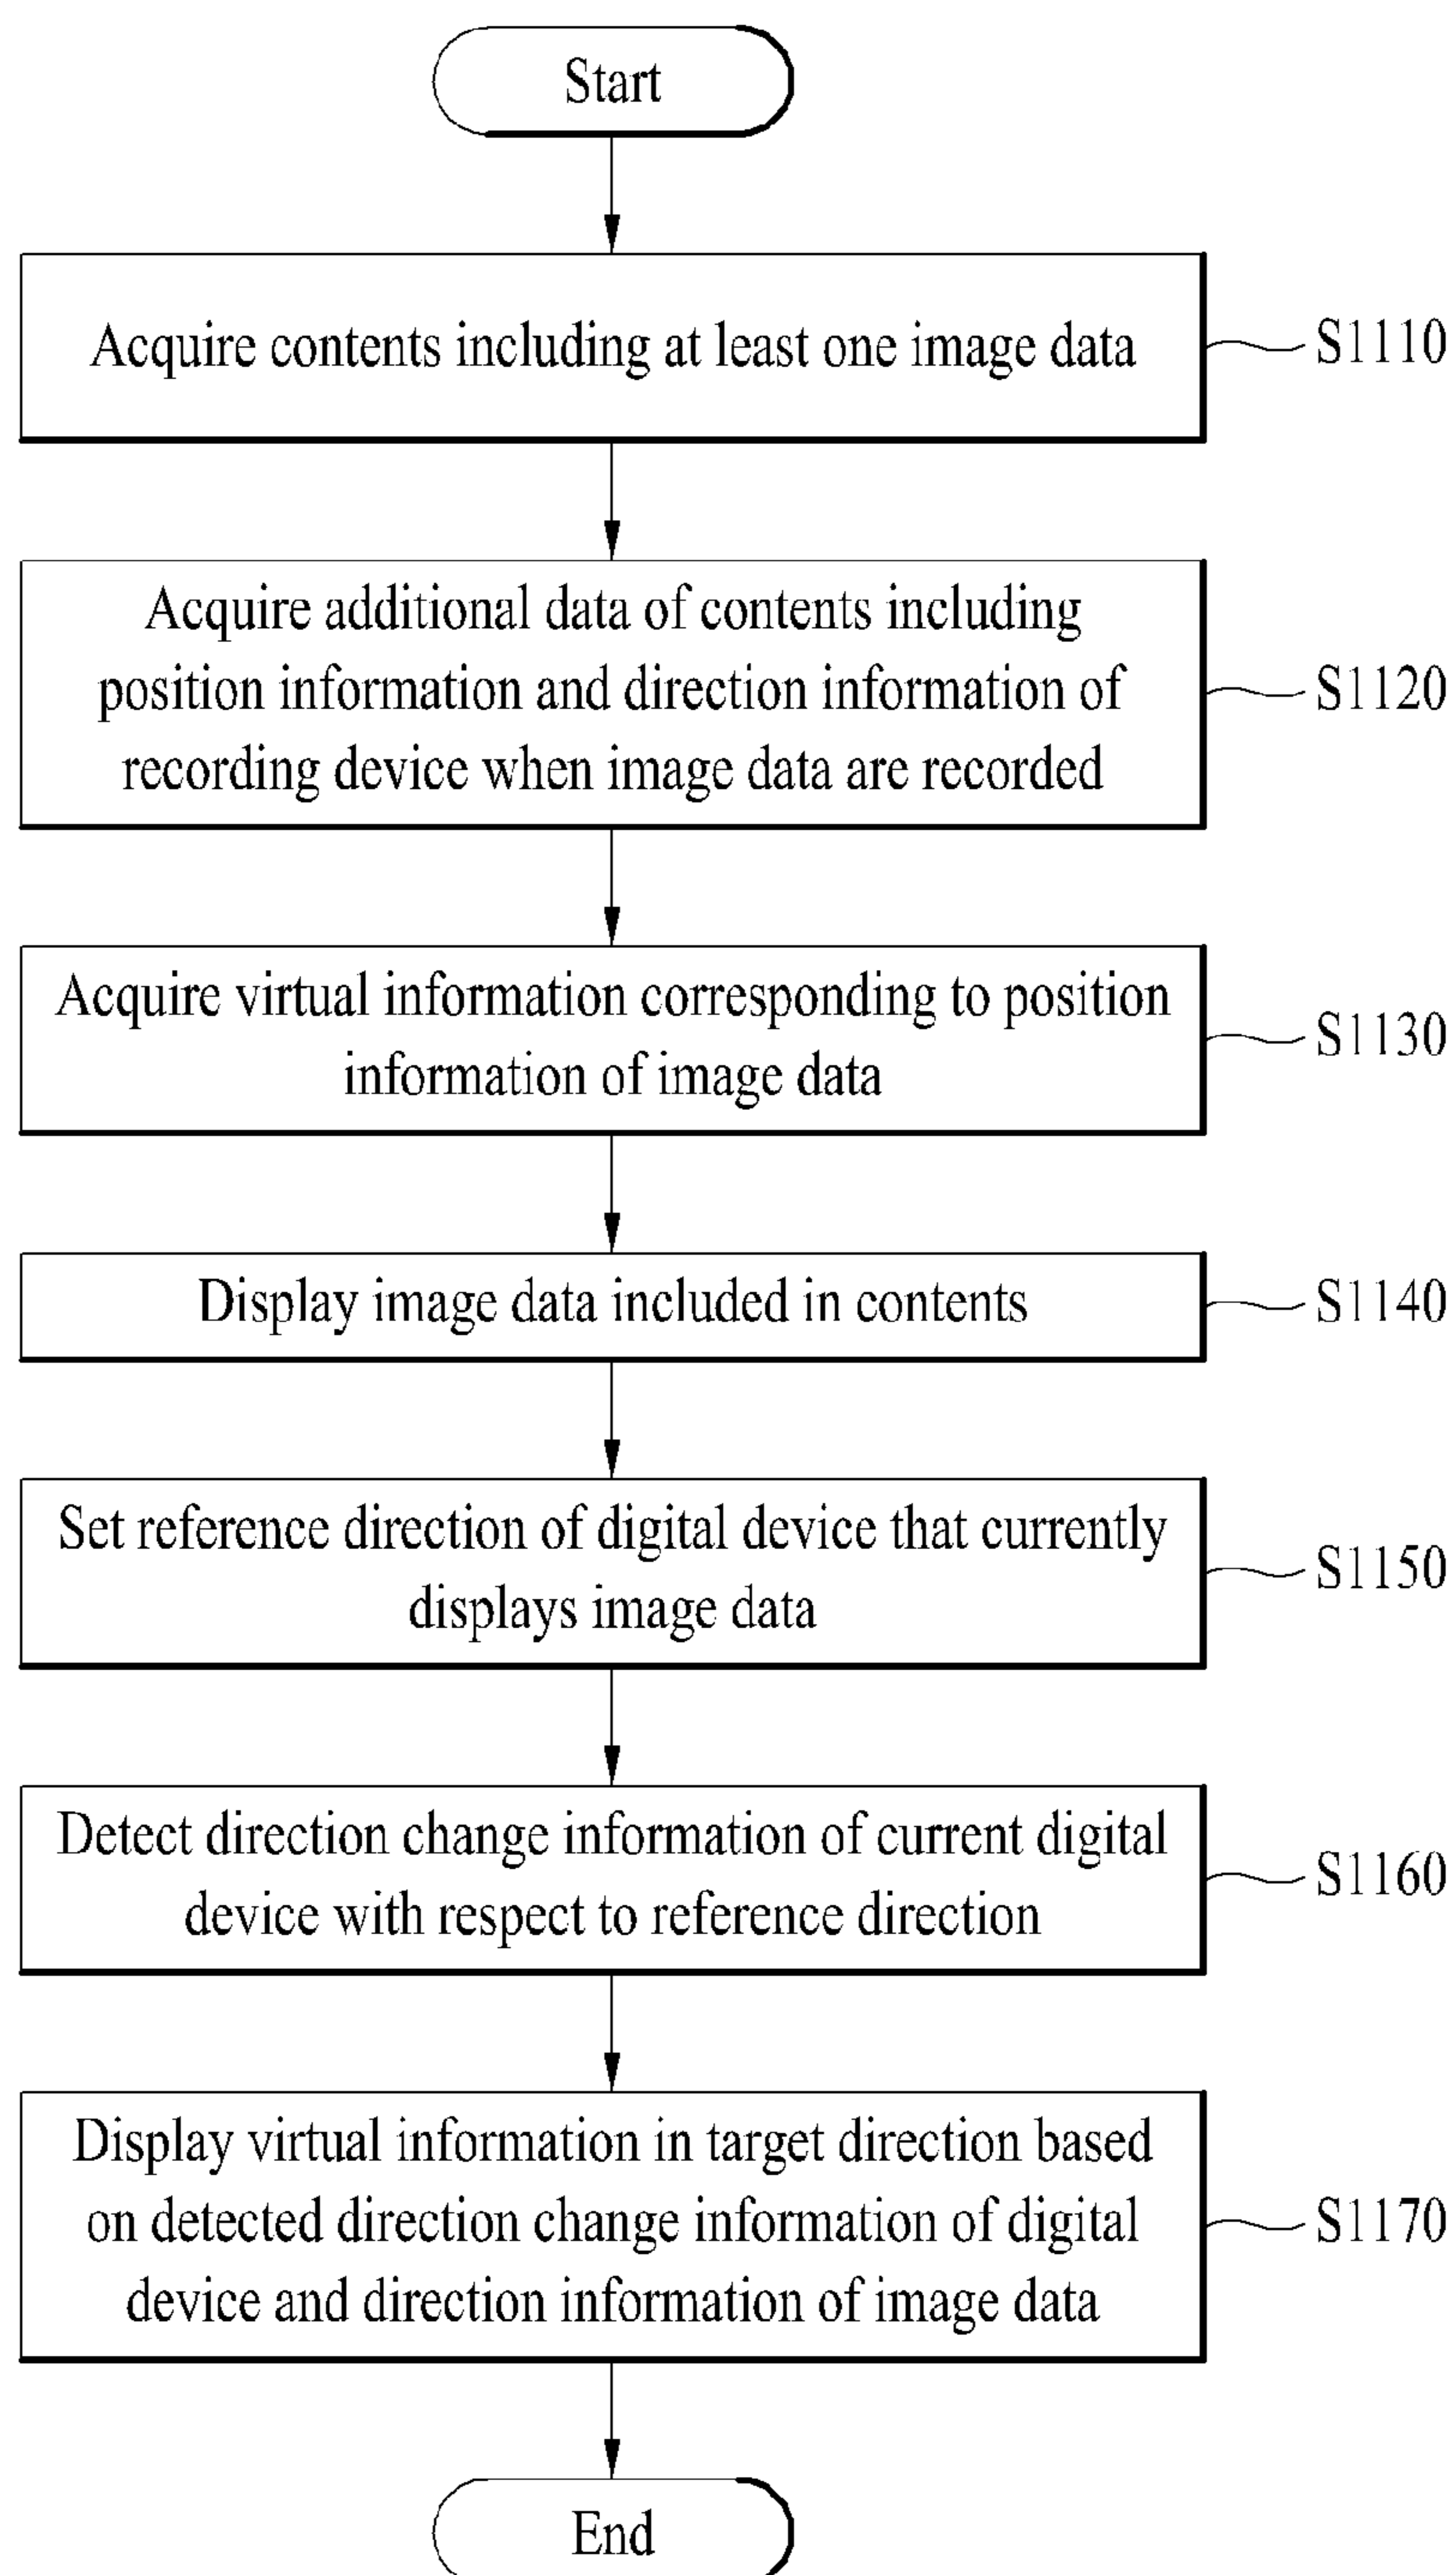 Start
Acquire contents including at least one image data
S1110
Acquire additional data of contents including
position information and direction information of
recording device when image data are recorded
S1120
Acquire virtual information corresponding to position
information of image data
S1130
Display image data included in contents
S1140
Set reference direction of digital device that currently
displays image data
S1150
Detect direction change information of current digital
device with respect to reference direction
S1160
Display virtual information in target direction based
on detected direction change information of digital
device and direction information of image data
S1170
End